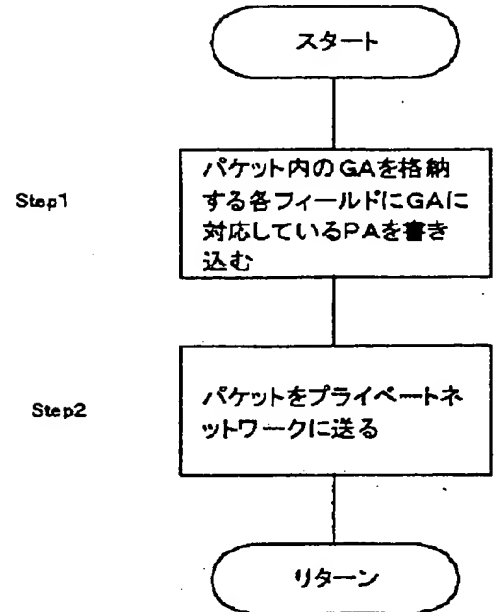 スタート
Step1
パケット内のGAを格納
する各フィールドにGAに
対応しているPAを書き
込む
Step2
パケットをプライベートネ
ットワークに送る
リターン